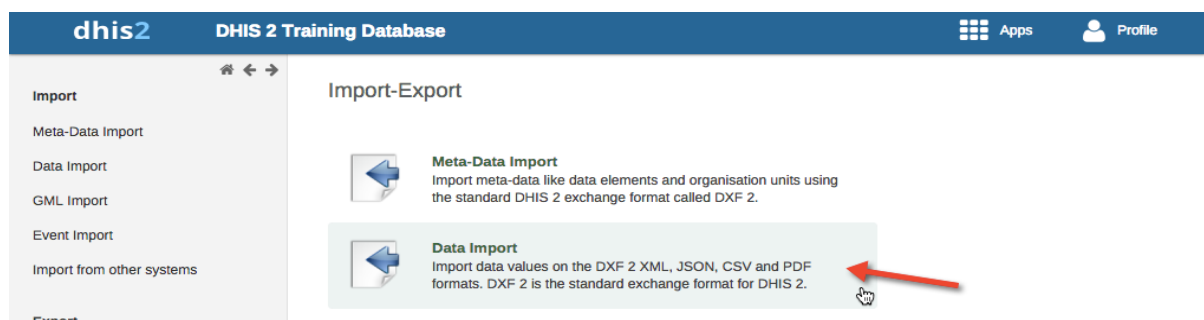 dhis2 DHIS 2 Training Database Apps Profile
Import
Meta-Data Import
Data Import
GML Import
Event Import
Import from other systems
Export
Import-Export
Meta-Data Import
Import meta-data like data elements and organisation units using
the standard DHIS 2 exchange format called DXF 2.
Data Import
Import data values on the DXF 2 XML, JSON, CSV and PDF
formats. DXF 2 is the standard exchange format for DHIS 2.